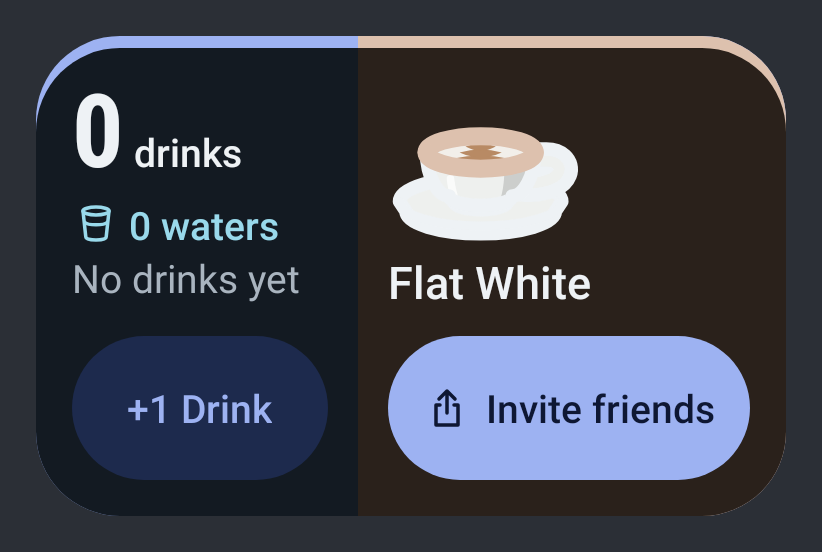 0 drinks
0 waters
No drinks yet
+1 Drink
Flat White
Invite friends